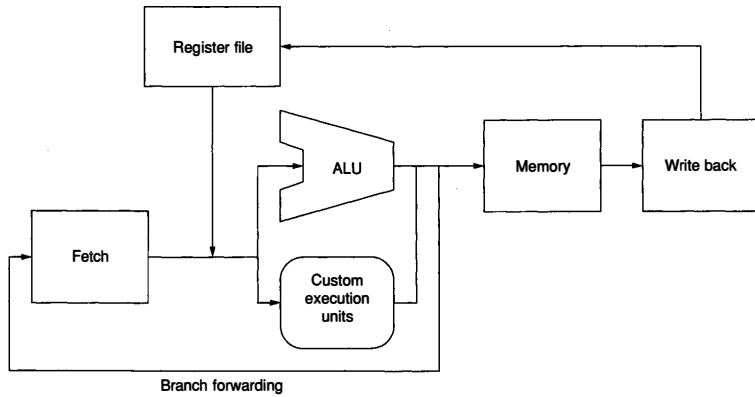 Register file
ALU
Memory
Write back
Fetch
Custom
execution
units
Branch forwarding